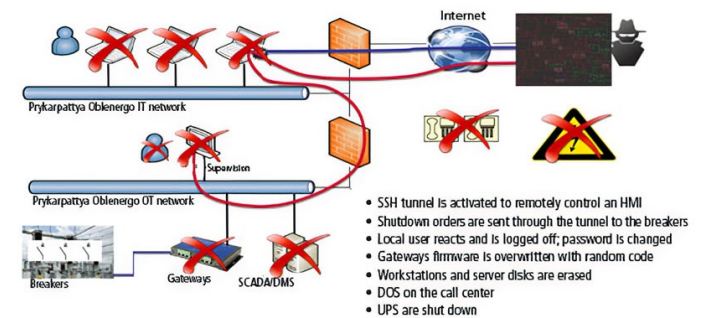 Internet
Prykarpattya Oblenergo IT network
Supervision
Prykarpattya Oblenergo OT network
Breakers
Gateways
SCADA/DMS
• SSH tunnel is activated to remotely control an HMI
• Shutdown orders are sent through the tunnel to the breakers
• Local user reacts and is logged off; password is changed
• Gateways firmware is overwritten with random code
• Workstations and server disks are erased
• DOS on the call center
• UPS are shut down